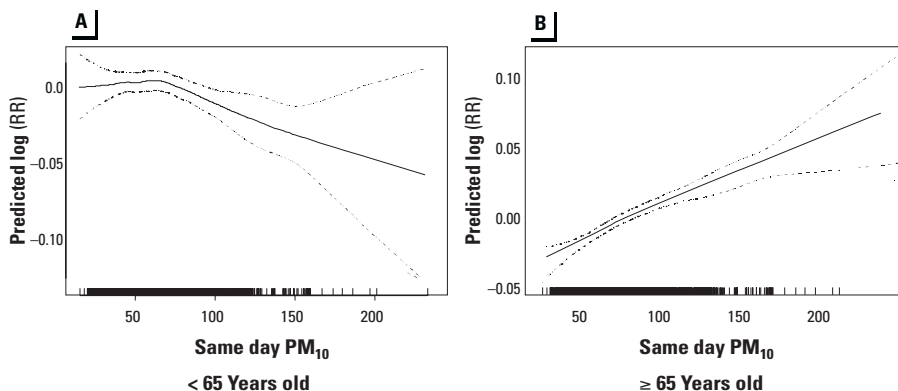 A
B
Predicted log (RR)
0.0
–0.05
–0.10
50
100
150
200
Same day PM₁₀
< 65 Years old
Predicted log (RR)
0.10
0.05
0.00
–0.05
50
100
150
200
Same day PM₁₀
≥ 65 Years old